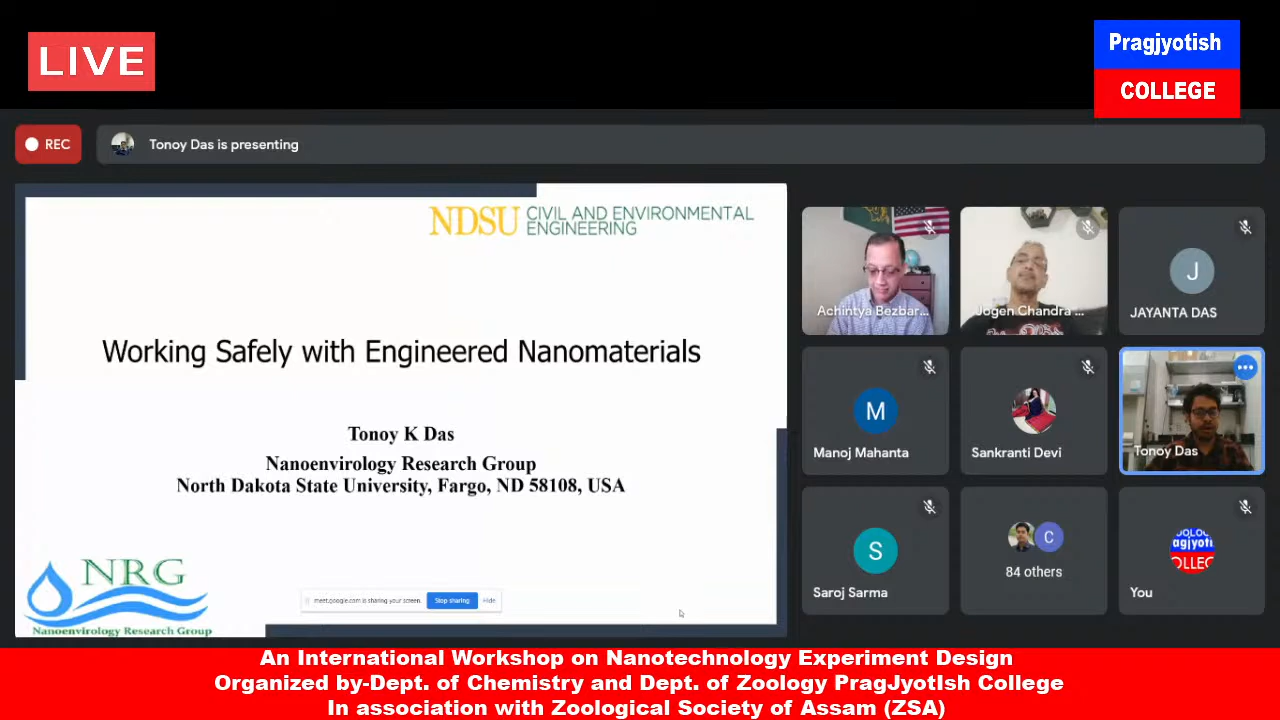 LIVE
Pragjyotish
COLLEGE
REC
Tonoy Das is presenting
NDSU CIVIL AND ENVIRONMENTAL
ENGINEERING
Working Safely with Engineered Nanomaterials
Tonoy K Das
Nanoenvirology Research Group
North Dakota State University, Fargo, ND 58108, USA
NRG
Nanoenvirology Research Group
meet.google.com is sharing your screen.
Stop sharing
Hide
Achintya Bezbar...
Jogen Chandra ...
J
JAYANTA DAS
M
Manoj Mahanta
Sankranti Devi
Tonoy Das
S
Saroj Sarma
C
84 others
You
An International Workshop on Nanotechnology Experiment Design
Organized by-Dept. of Chemistry and Dept. of Zoology PragJyotIsh College
In association with Zoological Society of Assam (ZSA)